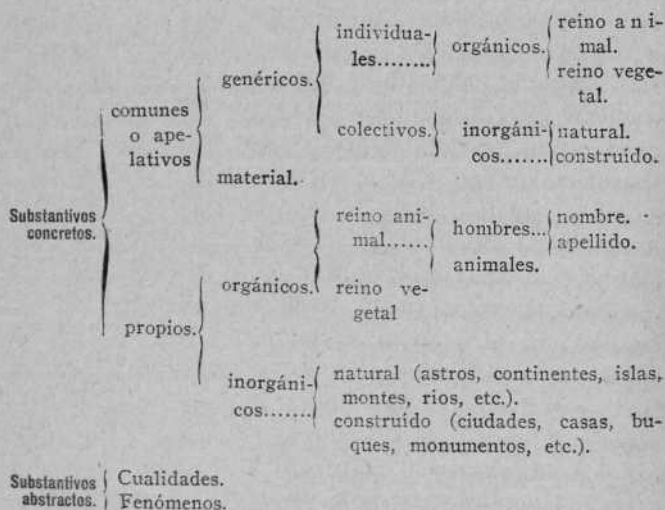 individua-
les........
orgánicos.
reino ani-
mal.
reino vege-
tal.
genéricos.
comunes
o ape-
lativos
colectivos.
inorgáni-
cos......
natural.
construído.
material.
Substantivos
concretos.
reino ani-
mal......
hombres...
nombre.
apellido.
animales.
orgánicos.
reino ve-
getal
propios.
inorgáni-
cos.......
natural (astros, continentes, islas,
montes, rios, etc.).
construído (ciudades, casas, bu-
ques, monumentos, etc.).
Substantivos
abstractos.
Cualidades.
Fenómenos.